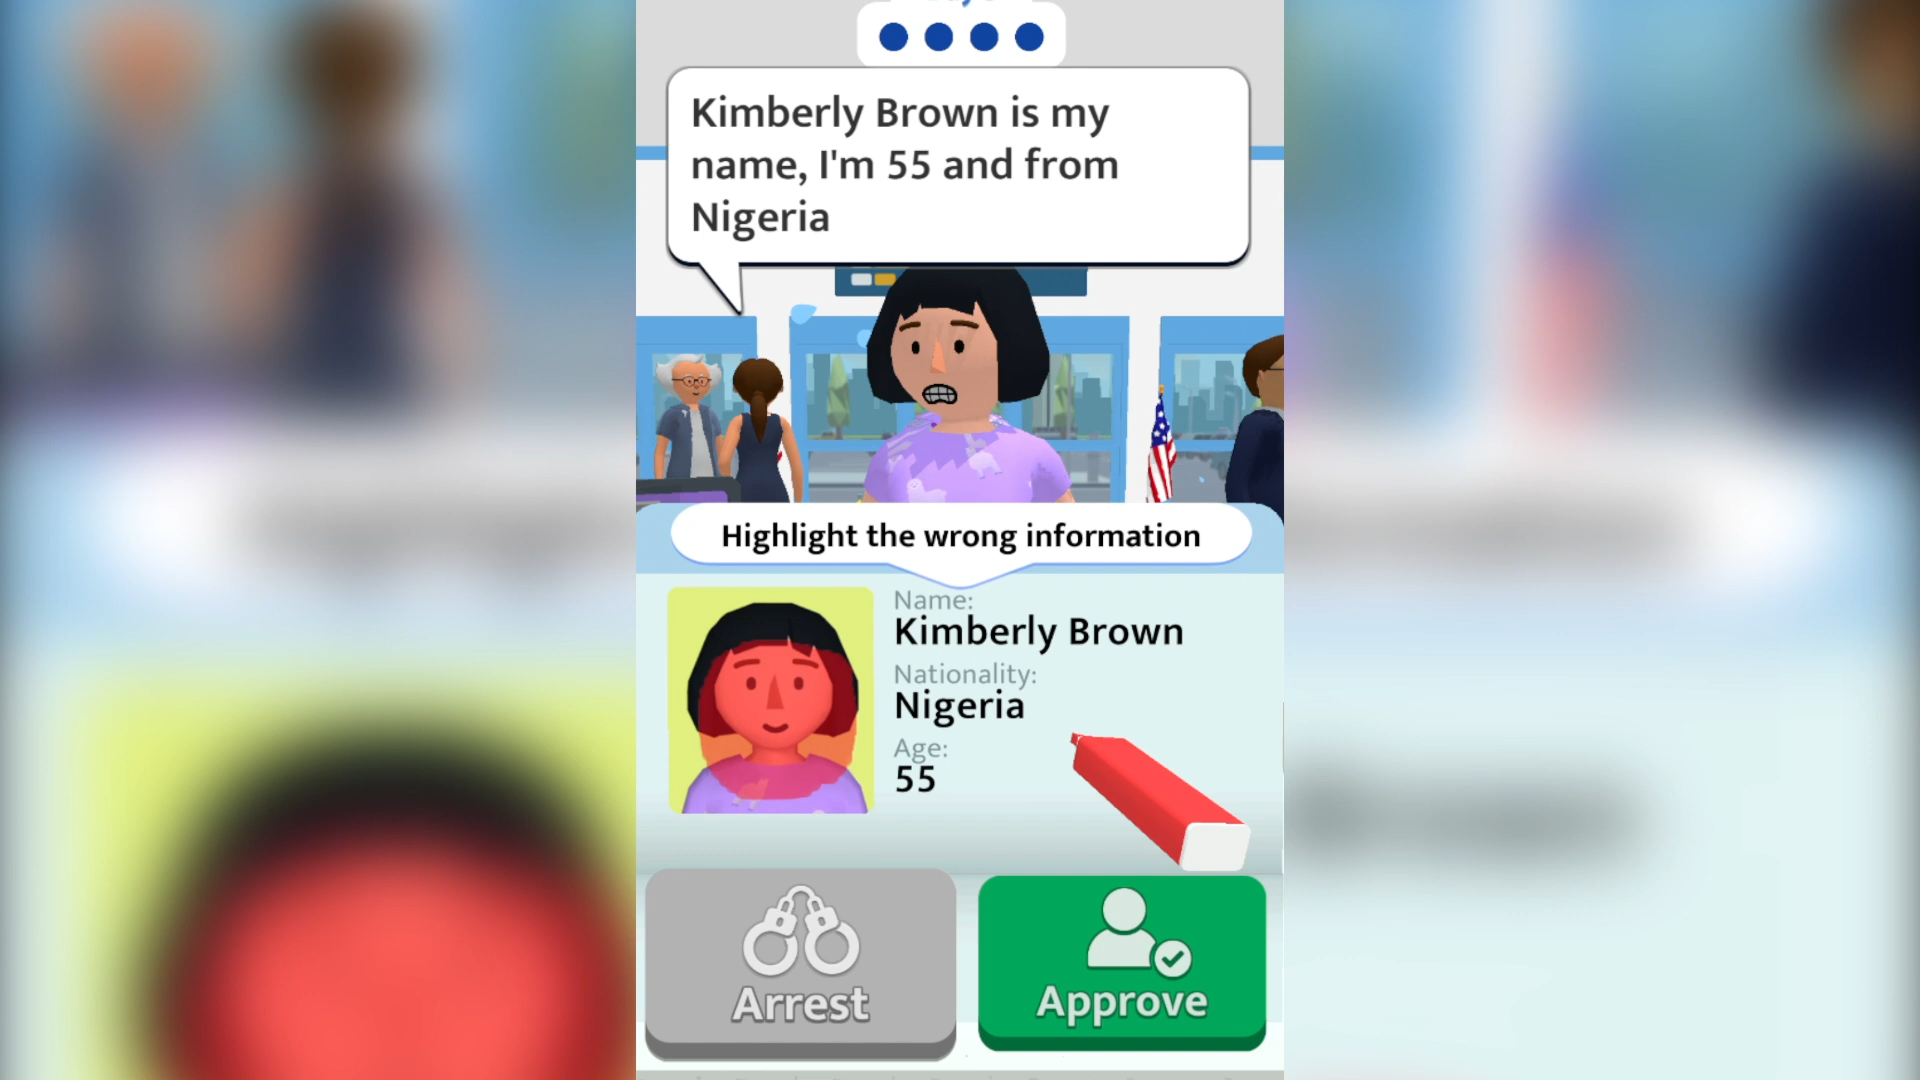 Kimberly Brown is my
name, I'm 55 and from
Nigeria
Highlight the wrong information
Name:
Kimberly Brown
Nationality:
Nigeria
Age:
55
Arrest
Approve